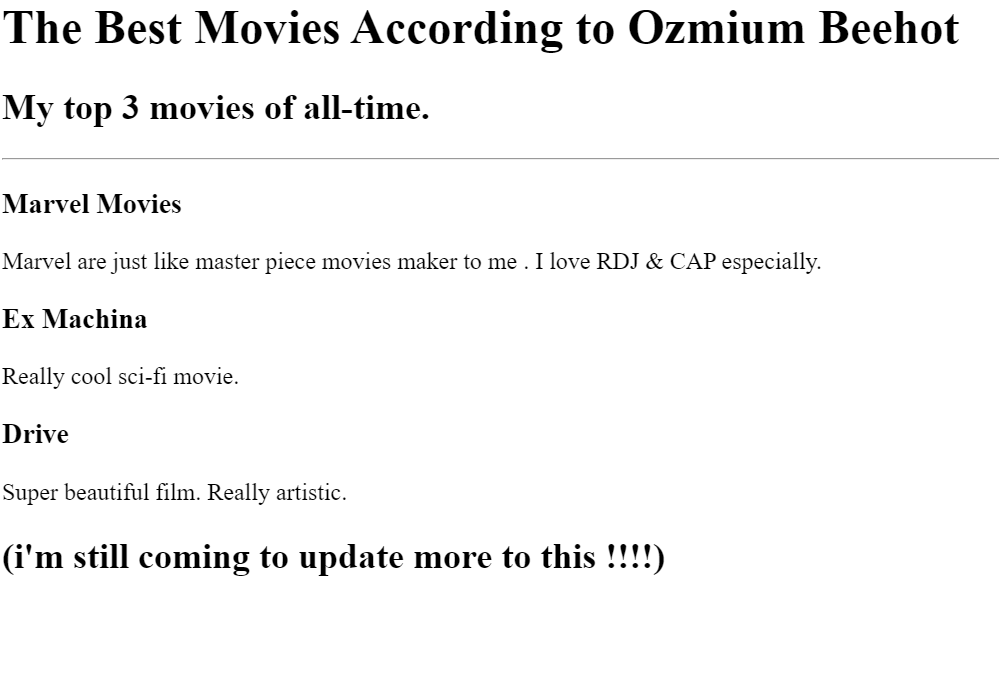 The Best Movies According to Ozmium Beehot
My top 3 movies of all-time.
Marvel Movies
Marvel are just like master piece movies maker to me . I love RDJ & CAP especially.
Ex Machina
Really cool sci-fi movie.
Drive
Super beautiful film. Really artistic.
(i'm still coming to update more to this !!!!)